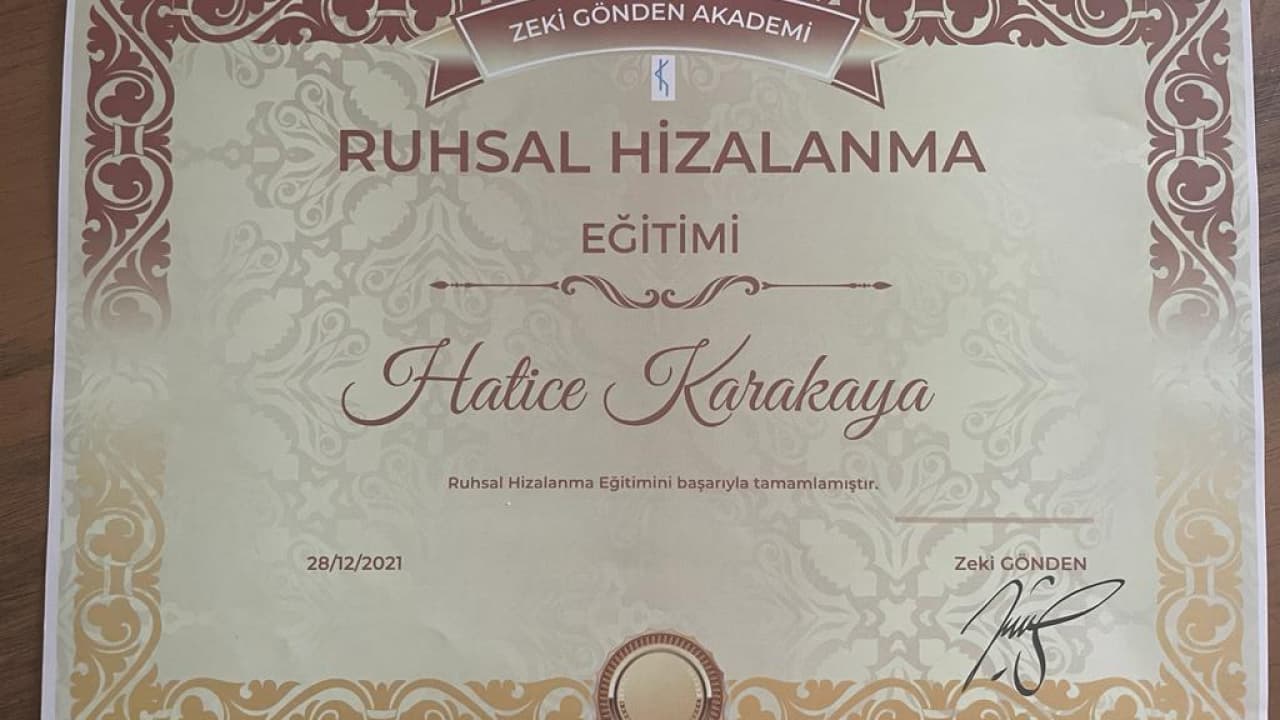 ZEKİ GÖNDEN AKADEMİ
RUHSAL HİZALANMA
EĞİTİMİ
Hatice Karakaya
Ruhsal Hizalanma Eğitimini başarıyla tamamlamıştır.
28/12/2021
Zeki GÖNDEN